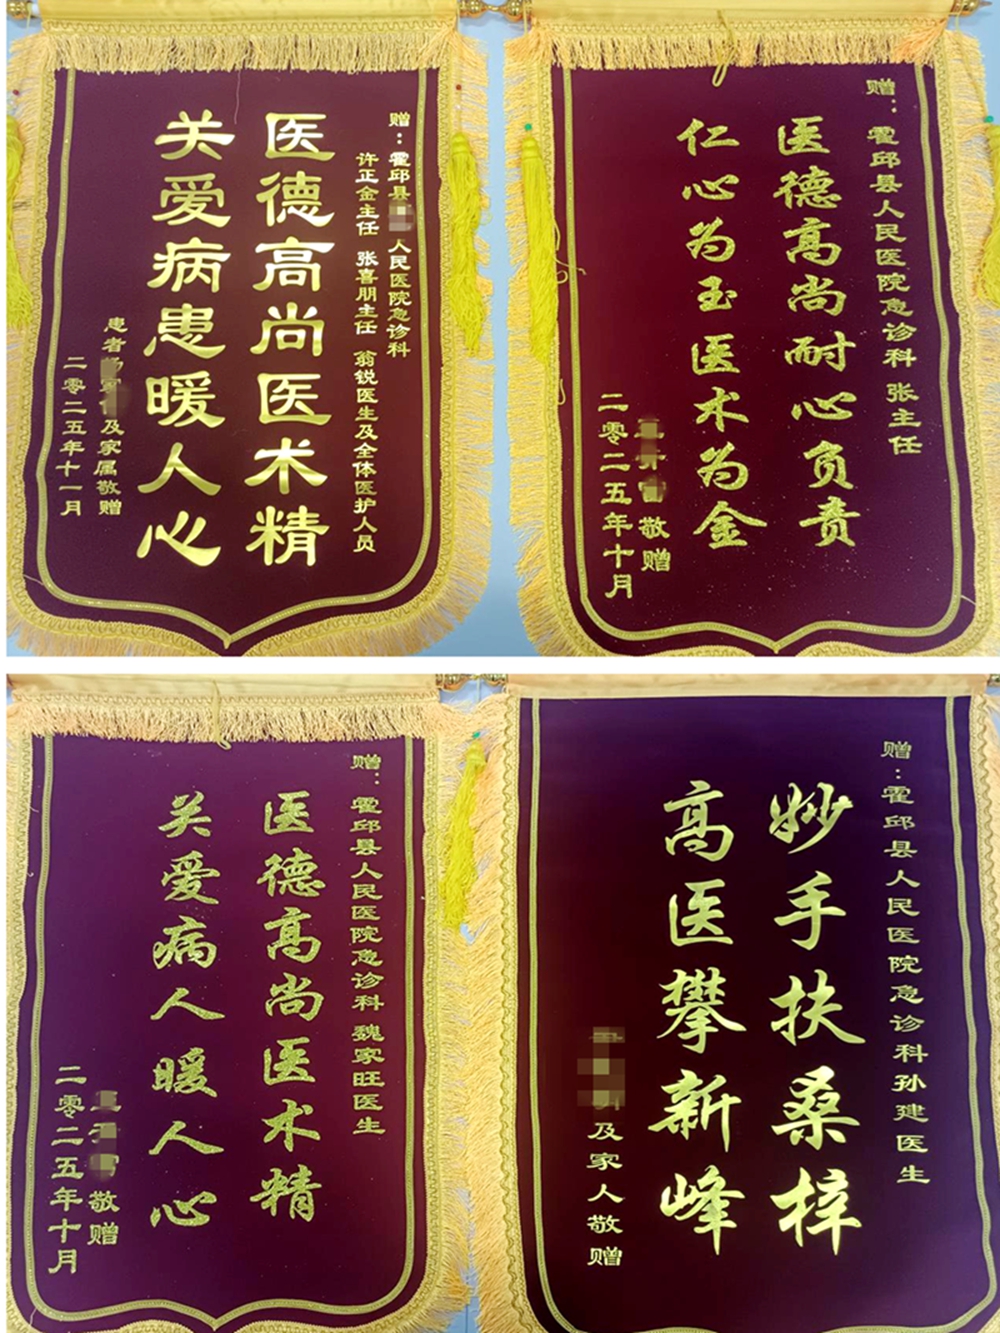 赠：霍邱县人民医院急诊科
许正金主任 张喜朋主任 翁锐医生及全体医护人员
医德高尚医术精
关爱病患暖人心
患者及家属敬赠
二零二五年十一月
赠：霍邱县人民医院急诊科 张主任
医德高尚耐心负责
仁心为玉医术为金
敬赠
二零二五年十月
赠：霍邱县人民医院急诊科 魏家旺医生
医德高尚医术精
关爱病人暖人心
敬赠
二零二五年十月
赠：霍邱县人民医院急诊科孙建医生
妙手扶桑梓
高医攀新峰
及家人敬赠